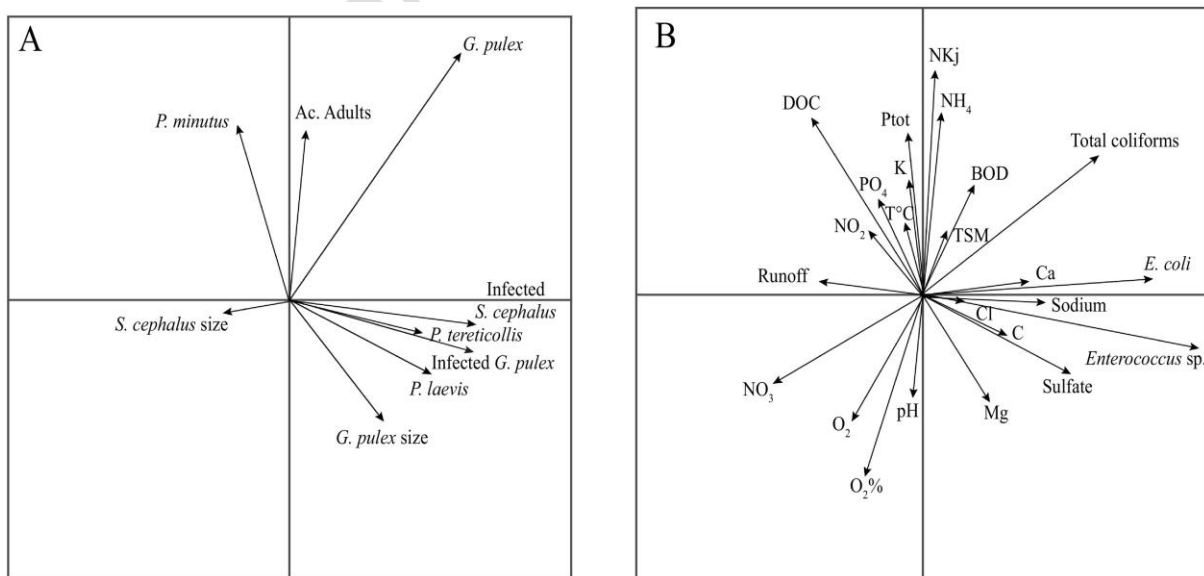 A
G. pulex
Ac. Adults
P. minutus
Infected
S. cephalus
S. cephalus size
P. tereticollis
Infected G. pulex
P. laevis
G. pulex size
B
NKj
DOC
Ptot
NH4
Total coliforms
K
BOD
PO4
T°C
NO2
TSM
Runoff
Ca
E. coli
Cl
Sodium
C
Enterococcus sp.
NO3
Sulfate
O2
pH
Mg
O2%